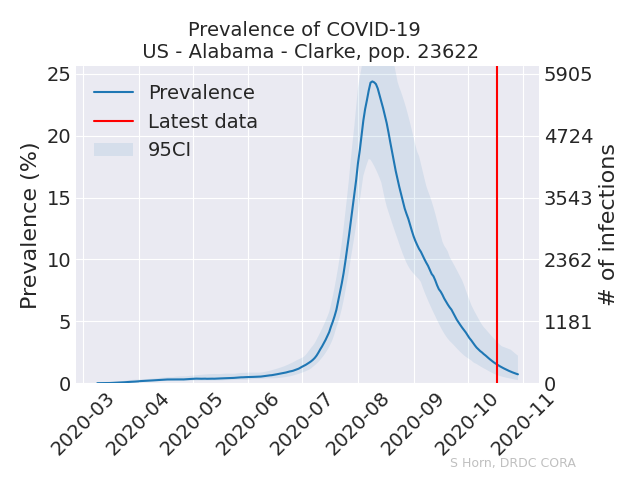 Prevalence of COVID-19
US - Alabama - Clarke, pop. 23622
Prevalence (%)
25
20
15
10
5
0
Prevalence
Latest data
95CI
5905
4724
3543
2362
1181
0
# of infections
2020-03
2020-04
2020-05
2020-06
2020-07
2020-08
2020-09
2020-10
2020-11
S Horn, DRDC CORA